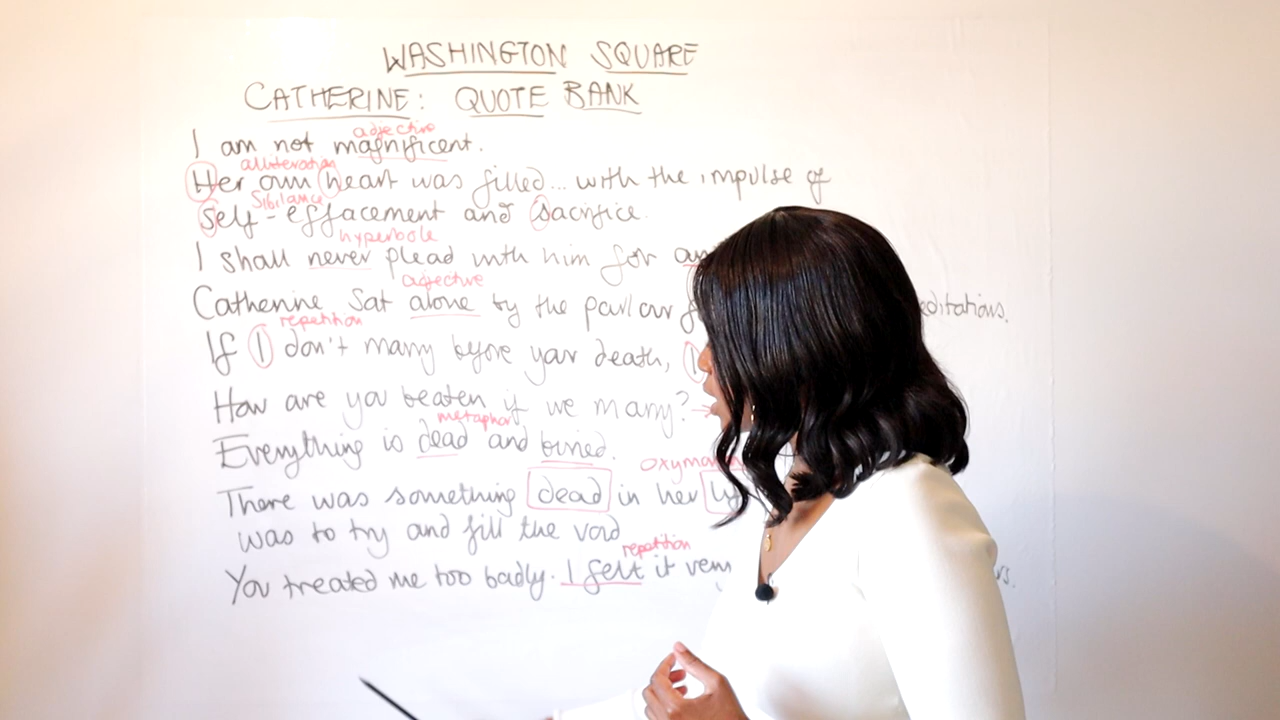 WASHINGTON SQUARE
CATHERINE: QUOTE BANK
adjective
I am not magnificent.
alliteration
Her own heart was filled... with the impulse of
Sibilance
self-effacement and sacrifice.
hyperbole
I shall never plead with him for
adjective
Catherine sat alone by the parlour
repetition
If I don't marry before your death, I
How are you beaten if we marry?
metaphor
Everything is dead and buried.
oxymoron
There was something dead in her
was to try and fill the void
repetition
You treated me too badly. I felt it very